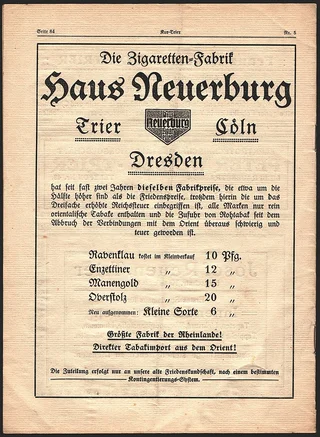 Seite 84
Kur-Trier
Nr. 6
Die Zigaretten-Fabrik
Haus Neuerburg
Trier Neuerburg Cöln
Dresden
hat seit fast zwei Jahren dieselben Fabrikpreise, die etwa um die
Hälfte höher sind als die Friedenspreise, trotzdem hierin die um das
Dreifache erhöhte Reichssteuer einbegriffen ist, alle Marken nur rein
orientalische Tabake enthalten und die Zufuhr von Rohtabak seit dem
Abbruch der Verbindungen mit dem Orient überaus schwierig und
teuer geworden ist.
Ravenklau kostet im Kleinverkauf 10 Pfg.
Enzettiner „ 12 „
Manengold „ 15 „
Oberstolz „ 20 „
Neu aufgenommen: Kleine Sorte 6 „
Größte Fabrik der Rheinlande!
Direkter Tabakimport aus dem Orient!
Die Zuteilung erfolgt nur an unsere alte Friedenskundschaft, nach einem bestimmten
Kontingentierungs-System.